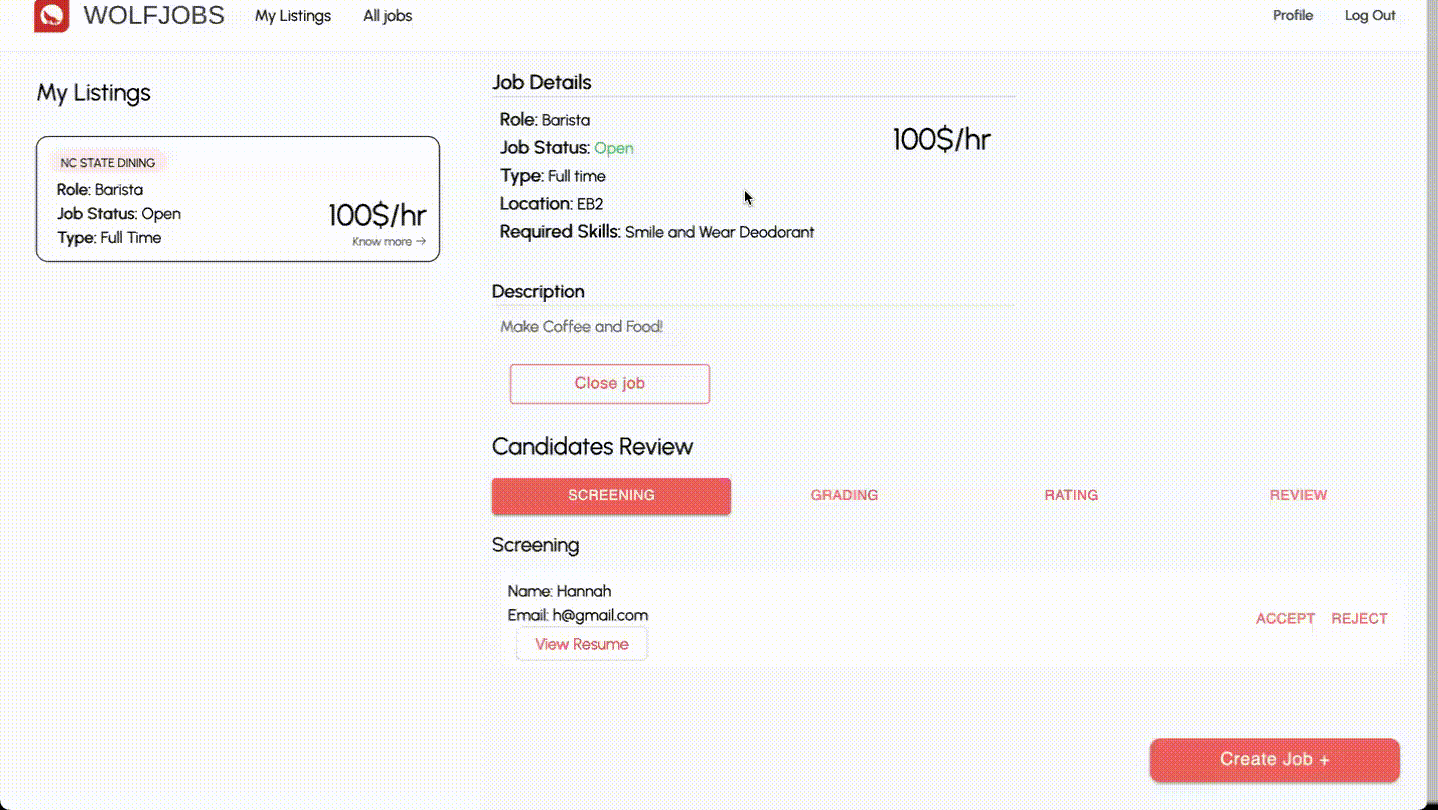 WOLFJOBS My Listings All jobs Profile Log Out
My Listings
NC STATE DINING
Role: Barista
Job Status: Open
Type: Full Time
100$/hr
Know more →
Job Details
Role: Barista
Job Status: Open
Type: Full time
Location: EB2
Required Skills: Smile and Wear Deodorant
100$/hr
Description
Make Coffee and Food!
Close job
Candidates Review
SCREENING GRADING RATING REVIEW
Screening
Name: Hannah
Email: h@gmail.com
View Resume
ACCEPT REJECT
Create Job +